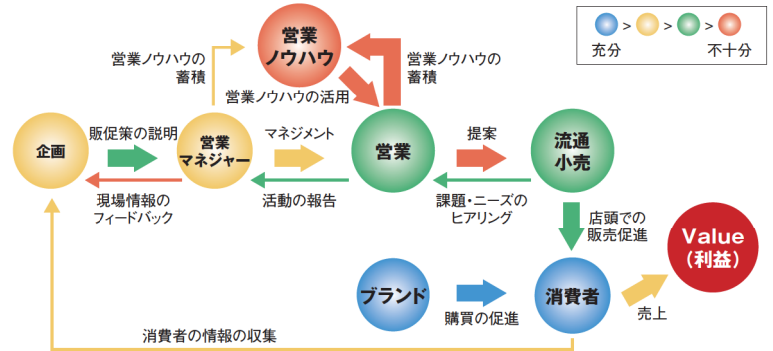 営業
ノウハウ
営業ノウハウの
蓄積
営業ノウハウの
蓄積
営業ノウハウの活用
> > >
充分
不十分
企画
販促策の説明
営業
マネジャー
マネジメント
営業
提案
流通
小売
現場情報の
フィードバック
活動の報告
課題・ニーズの
ヒアリング
店頭での
販売促進
Value
(利益)
ブランド
購買の促進
消費者
売上
消費者の情報の収集